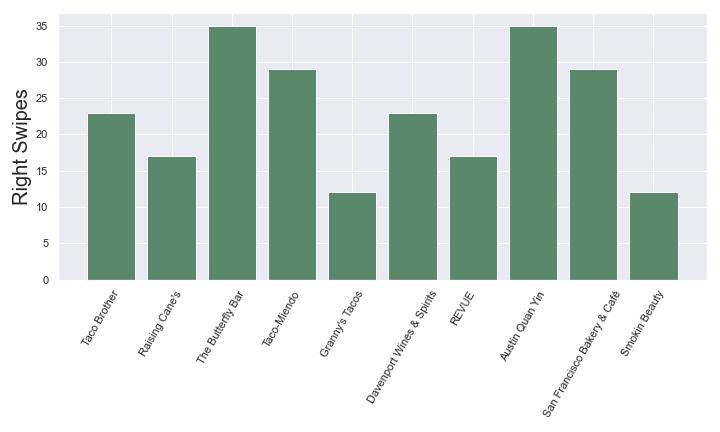 Right Swipes
35
30
25
20
15
10
5
0
Taco Brother
Raising Cane's
The Butterfly Bar
Taco-Miendo
Granny's Tacos
Davenport Wines & Spirits
REVUE
Austin Quan Yin
San Francisco Bakery & Café
Smokin Beauty